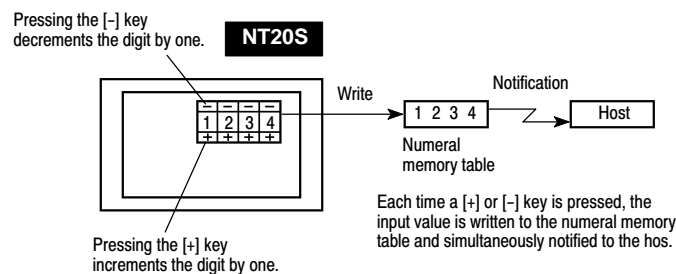 Pressing the [–] key
decrements the digit by one.
NT20S
– – – –
1 2 3 4
+ + + +
Write
1 2 3 4
Numeral
memory table
Notification
Host
Each time a [+] or [–] key is pressed, the
input value is written to the numeral memory
table and simultaneously notified to the hos.
Pressing the [+] key
increments the digit by one.